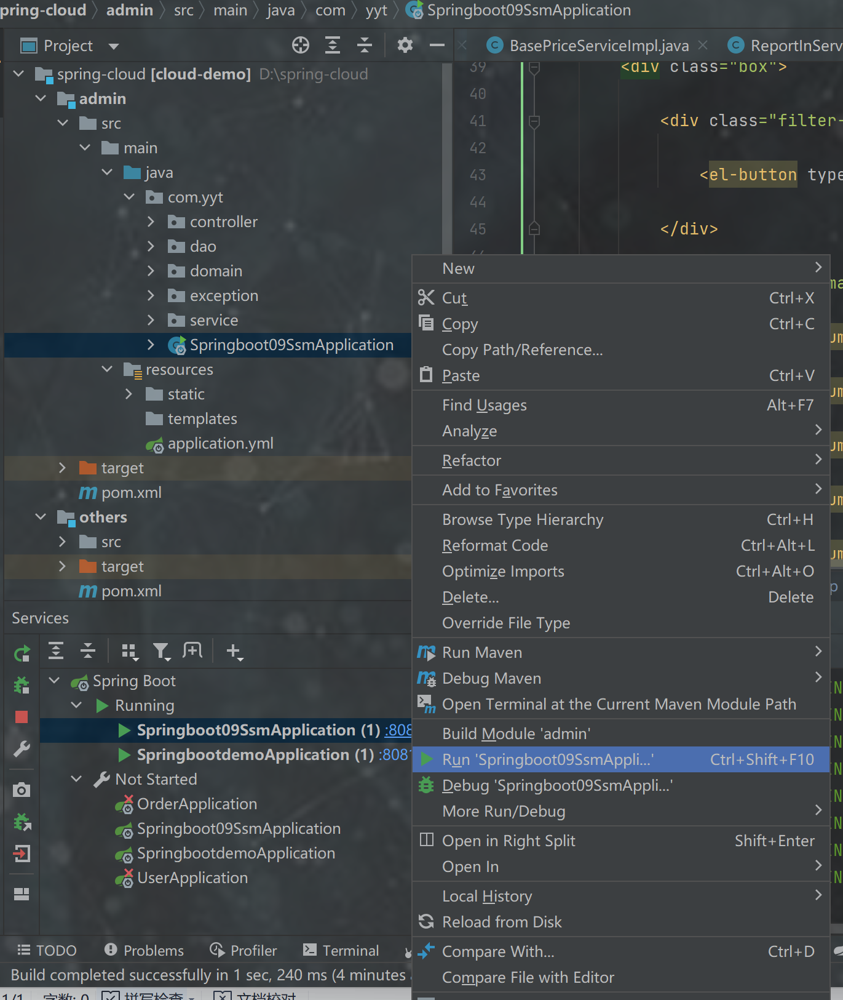 pring-cloud admin src main java com yyt Springboot09SsmApplication
Project
BasePriceServiceImpl.java
ReportInServ
spring-cloud [cloud-demo] D:\spring-cloud
admin
src
main
java
com.yyt
controller
dao
domain
exception
service
Springboot09SsmApplication
resources
static
templates
application.yml
target
pom.xml
others
src
target
pom.xml
39 <div class="box">
40
41 <div class="filter-
42
43 <el-button type
44
45 </div>
New
Cut Ctrl+X
Copy Ctrl+C
Copy Path/Reference...
Paste Ctrl+V
Find Usages Alt+F7
Analyze
Refactor
Add to Favorites
Browse Type Hierarchy Ctrl+H
Reformat Code Ctrl+Alt+L
Optimize Imports Ctrl+Alt+O
Delete... Delete
Override File Type
Run Maven
Debug Maven
Open Terminal at the Current Maven Module Path
Build Module 'admin'
Run 'Springboot09SsmAppli...' Ctrl+Shift+F10
Debug 'Springboot09SsmAppli...'
More Run/Debug
Open in Right Split Shift+Enter
Open In
Local History
Reload from Disk
Compare With... Ctrl+D
Compare File with Editor
Services
Spring Boot
Running
Springboot09SsmApplication (1) :808
SpringbootdemoApplication (1) :8081
Not Started
OrderApplication
Springboot09SsmApplication
SpringbootdemoApplication
UserApplication
TODO Problems Profiler Terminal
Build completed successfully in 1 sec, 240 ms (4 minutes
1/1 字数: 0 拼写检查 文档校对